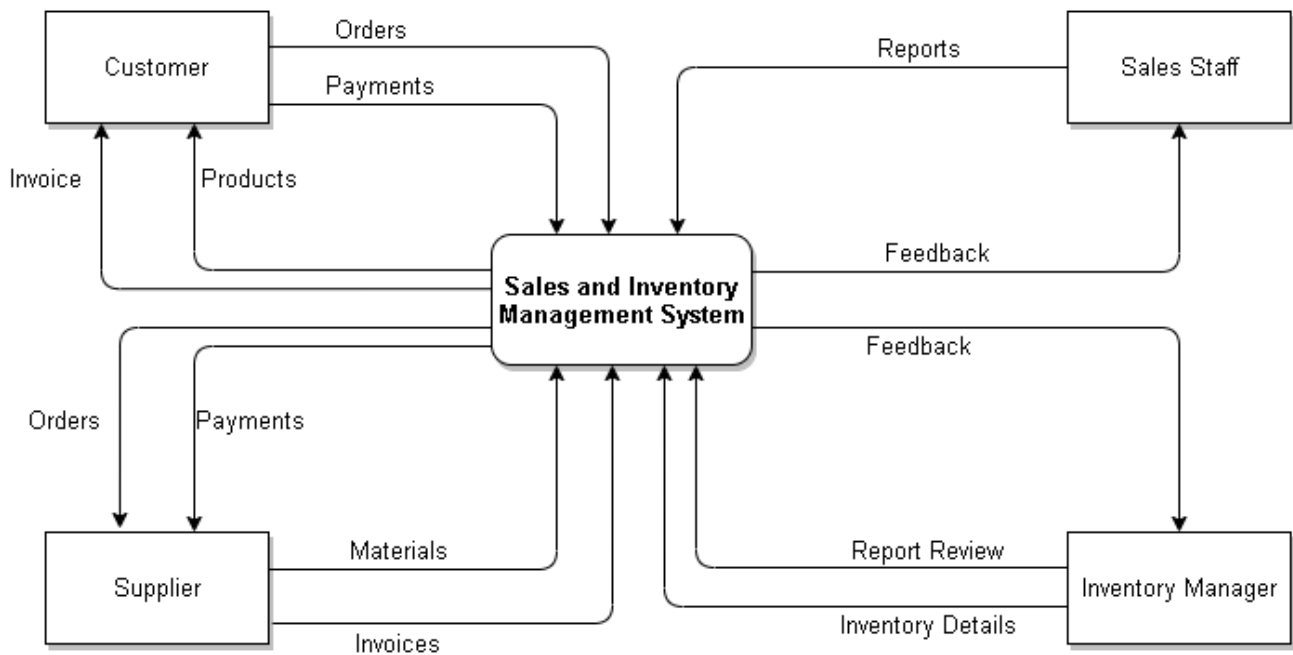 Orders
Customer
Reports
Sales Staff
Payments
Invoice
Products
Feedback
Sales and Inventory
Management System
Feedback
Orders
Payments
Materials
Report Review
Supplier
Inventory Manager
Inventory Details
Invoices